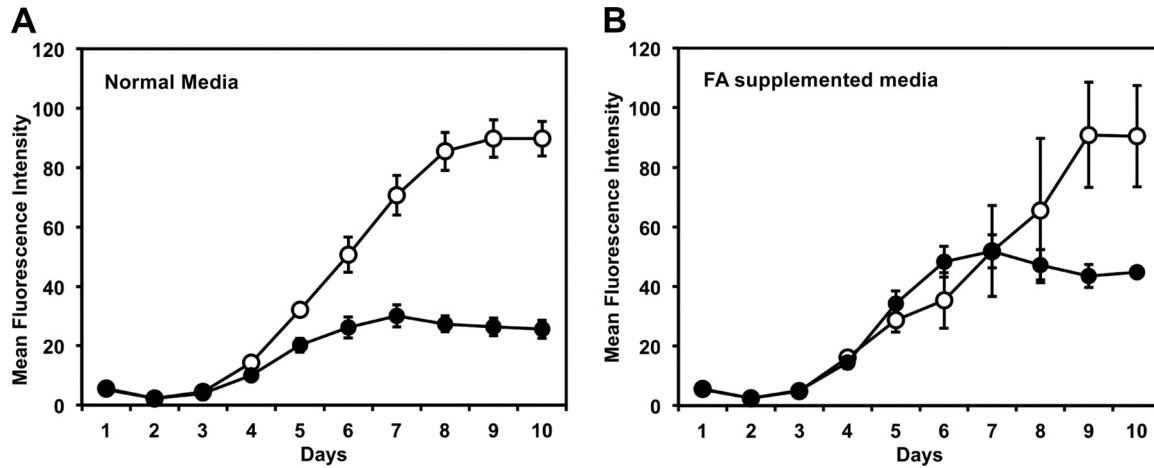 A
120
100
80
60
40
20
0
Mean Fluorescence Intensity
Normal Media
1 2 3 4 5 6 7 8 9 10
Days
B
120
100
80
60
40
20
0
Mean Fluorescence Intensity
FA supplemented media
1 2 3 4 5 6 7 8 9 10
Days